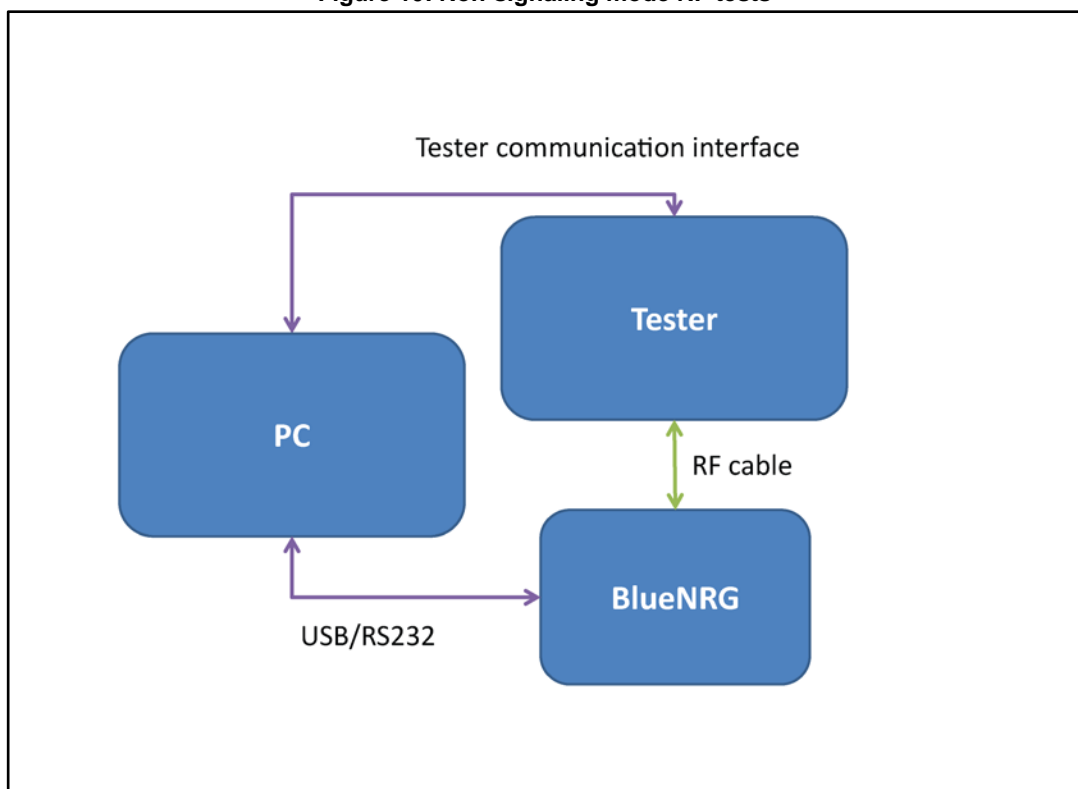 Tester communication interface
Tester
PC
RF cable
BlueNRG
USB/RS232